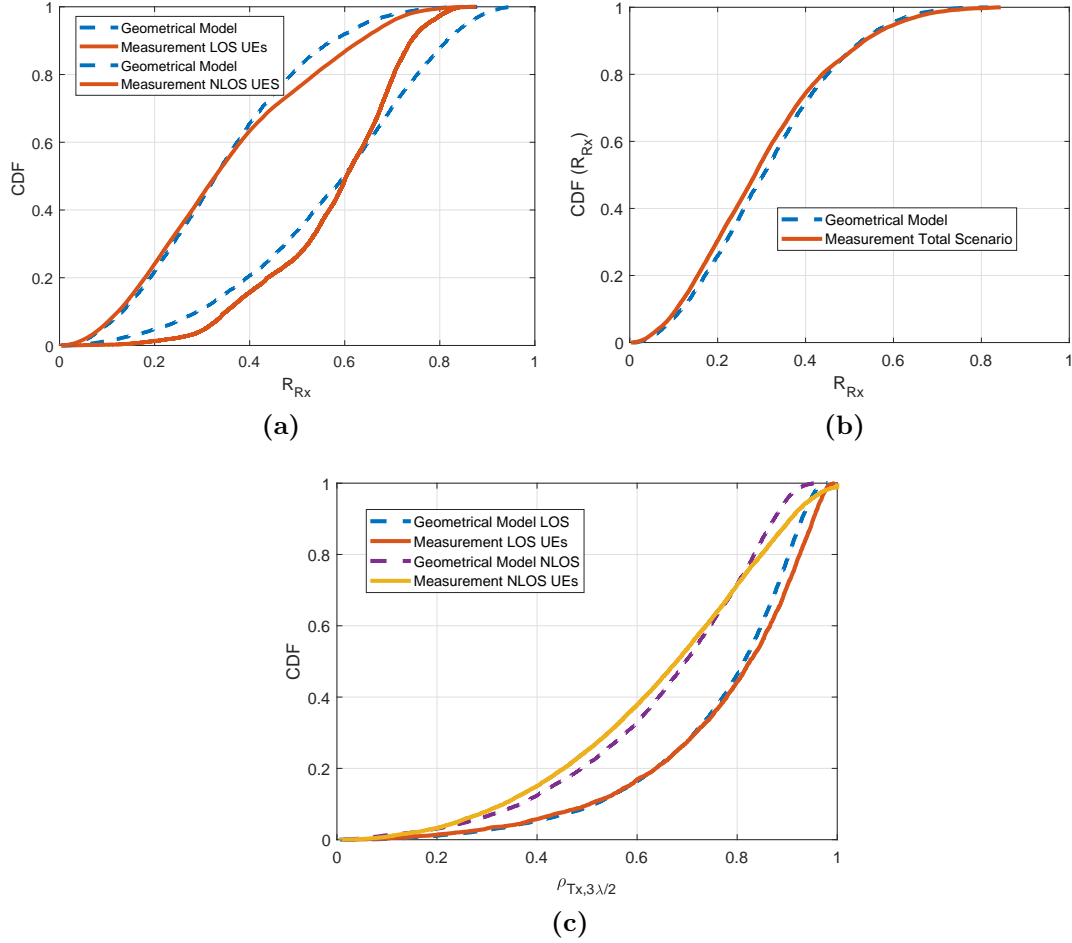 1
0.8
0.6
0.4
0.2
0
CDF
Geometrical Model
Measurement LOS UEs
Geometrical Model
Measurement NLOS UES
0 0.2 0.4 0.6 0.8 1
R_Rx
(a)
1
0.8
0.6
0.4
0.2
0
CDF (R_Rx)
Geometrical Model
Measurement Total Scenario
0 0.2 0.4 0.6 0.8 1
R_Rx
(b)
1
0.8
0.6
0.4
0.2
0
CDF
Geometrical Model LOS
Measurement LOS UEs
Geometrical Model NLOS
Measurement NLOS UEs
0 0.2 0.4 0.6 0.8 1
ρ_Tx,3λ/2
(c)